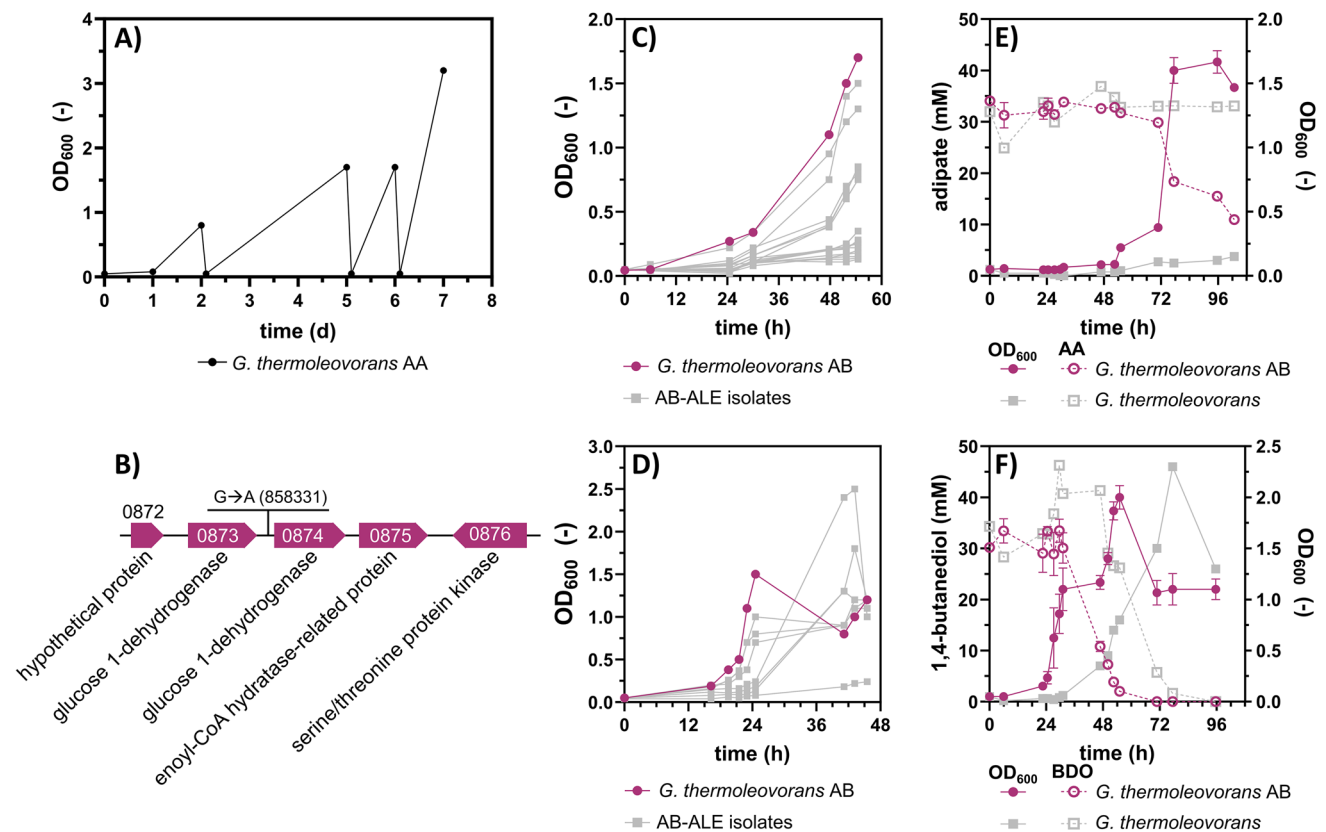 A)
OD600 (-)
4
3
2
1
0
0 1 2 3 4 5 6 7 8
time (d)
G. thermoleovorans AA
B)
G→A (858331)
0872
0873 0874 0875 0876
hypothetical protein
glucose 1-dehydrogenase
glucose 1-dehydrogenase
enoyl-CoA hydratase-related protein
serine/threonine protein kinase
C)
OD600 (-)
2.0
1.5
1.0
0.5
0.0
0 12 24 36 48 60
time (h)
G. thermoleovorans AB
AB-ALE isolates
D)
OD600 (-)
3.0
2.5
2.0
1.5
1.0
0.5
0.0
0 12 24 36 48
time (h)
G. thermoleovorans AB
AB-ALE isolates
E)
adipate (mM)
50
40
30
20
10
0
2.0
1.5
1.0
0.5
0.0
OD600 (-)
0 24 48 72 96
time (h)
OD600 AA
G. thermoleovorans AB
G. thermoleovorans
F)
1,4-butanediol (mM)
50
40
30
20
10
0
2.5
2.0
1.5
1.0
0.5
0.0
OD600 (-)
0 24 48 72 96
time (h)
OD600 BDO
G. thermoleovorans AB
G. thermoleovorans